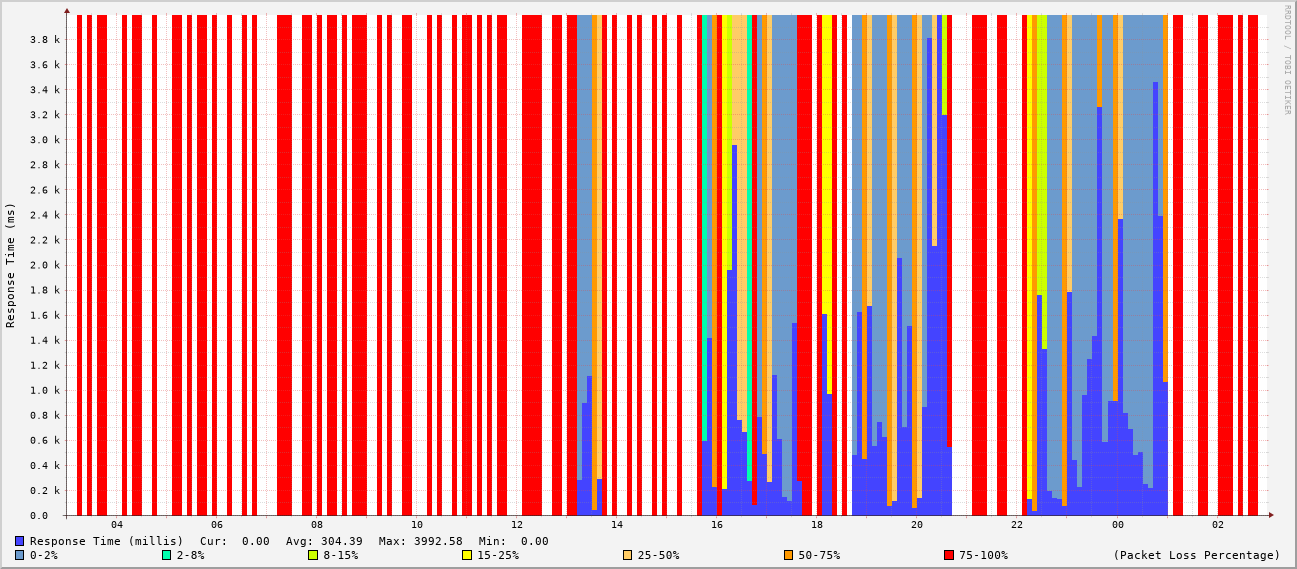 RRDTOOL / TOBI OETIKER
Response Time (ms)
3.8 k
3.6 k
3.4 k
3.2 k
3.0 k
2.8 k
2.6 k
2.4 k
2.2 k
2.0 k
1.8 k
1.6 k
1.4 k
1.2 k
1.0 k
0.8 k
0.6 k
0.4 k
0.2 k
0.0
04 06 08 10 12 14 16 18 20 22 00 02
Response Time (millis) Cur: 0.00 Avg: 304.39 Max: 3992.58 Min: 0.00
0-2% 2-8% 8-15% 15-25% 25-50% 50-75% 75-100% (Packet Loss Percentage)